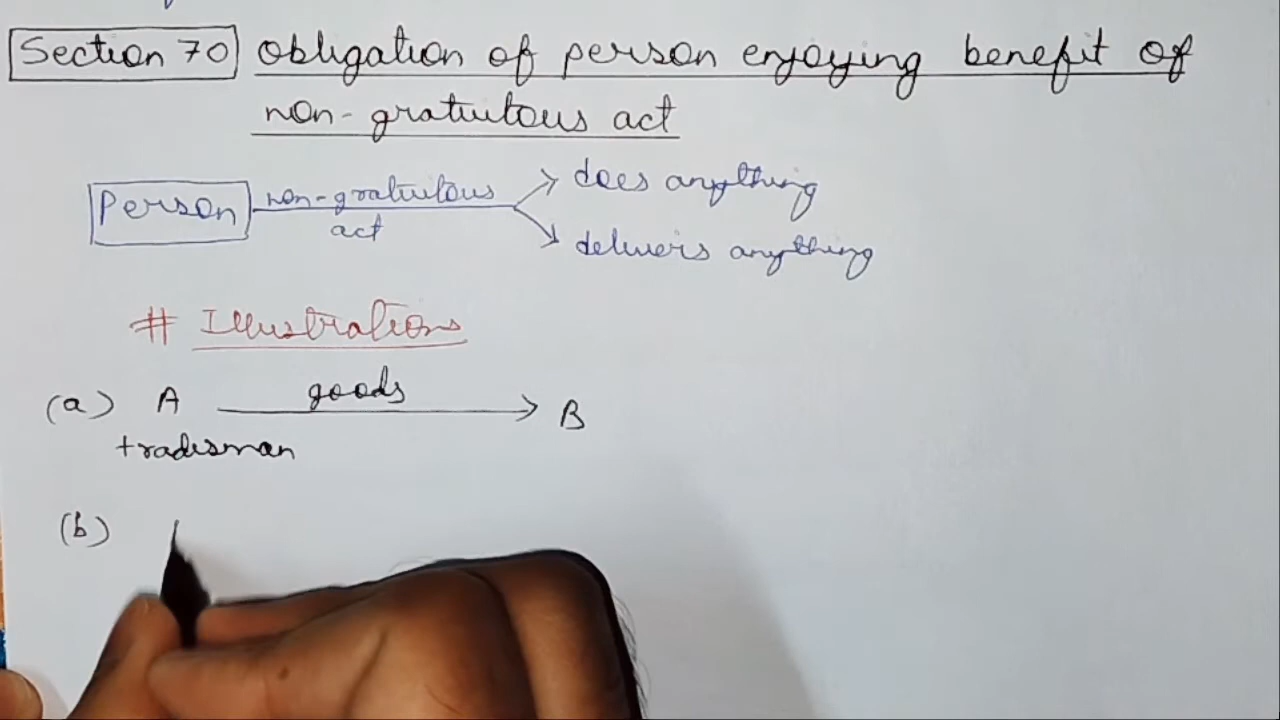 Section 70 Obligation of person enjoying benefit of
non-gratuitous act
Person non-gratuitous act
does anything
delivers anything
# Illustrations
(a) A goods B
tradesman
(b)